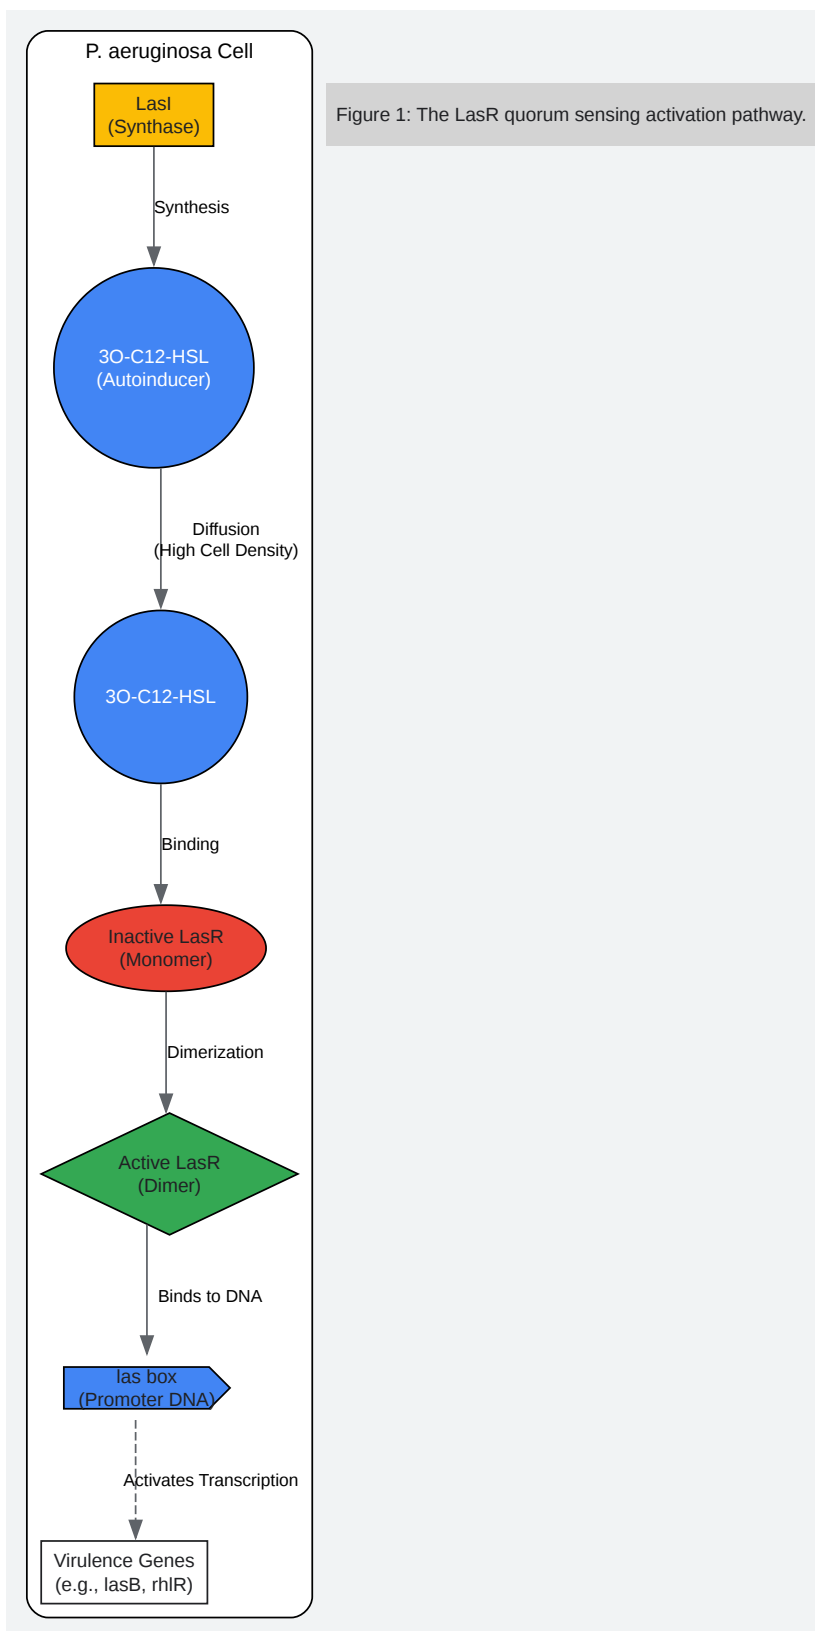 P. aeruginosa Cell
LasI
(Synthase)
Figure 1: The LasR quorum sensing activation pathway.
Synthesis
3O-C12-HSL
(Autoinducer)
Diffusion
(High Cell Density)
3O-C12-HSL
Binding
Inactive LasR
(Monomer)
Dimerization
Active LasR
(Dimer)
Binds to DNA
las box
(Promoter DNA)
Activates Transcription
Virulence Genes
(e.g., lasB, rhlR)